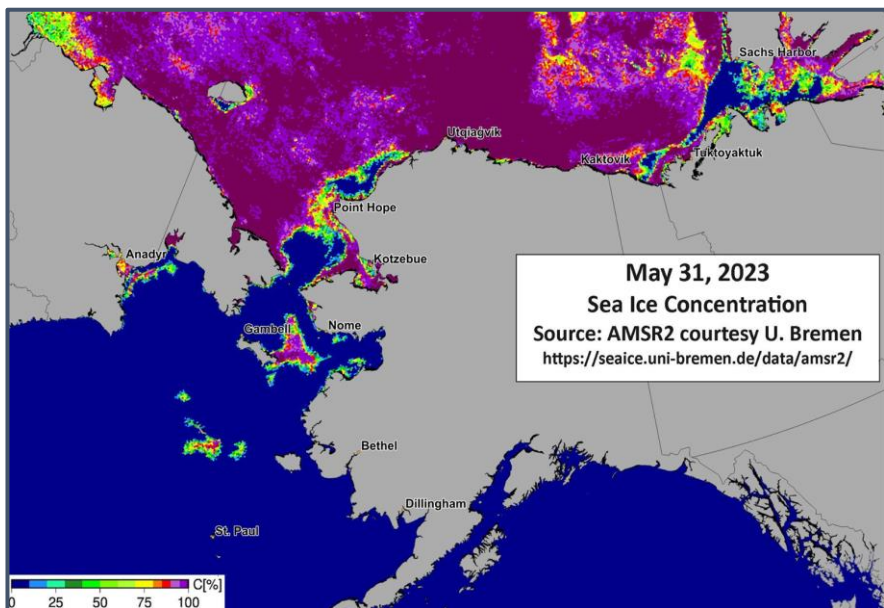 Sachs Harbor
Utqiaġvik
Kaktovik
Tuktoyaktuk
Point Hope
Anadyr
Kotzebue
May 31, 2023
Sea Ice Concentration
Source: AMSR2 courtesy U. Bremen
https://seaice.uni-bremen.de/data/amsr2/
Gambell
Nome
Bethel
Dillingham
St. Paul
C[%]
0 25 50 75 100